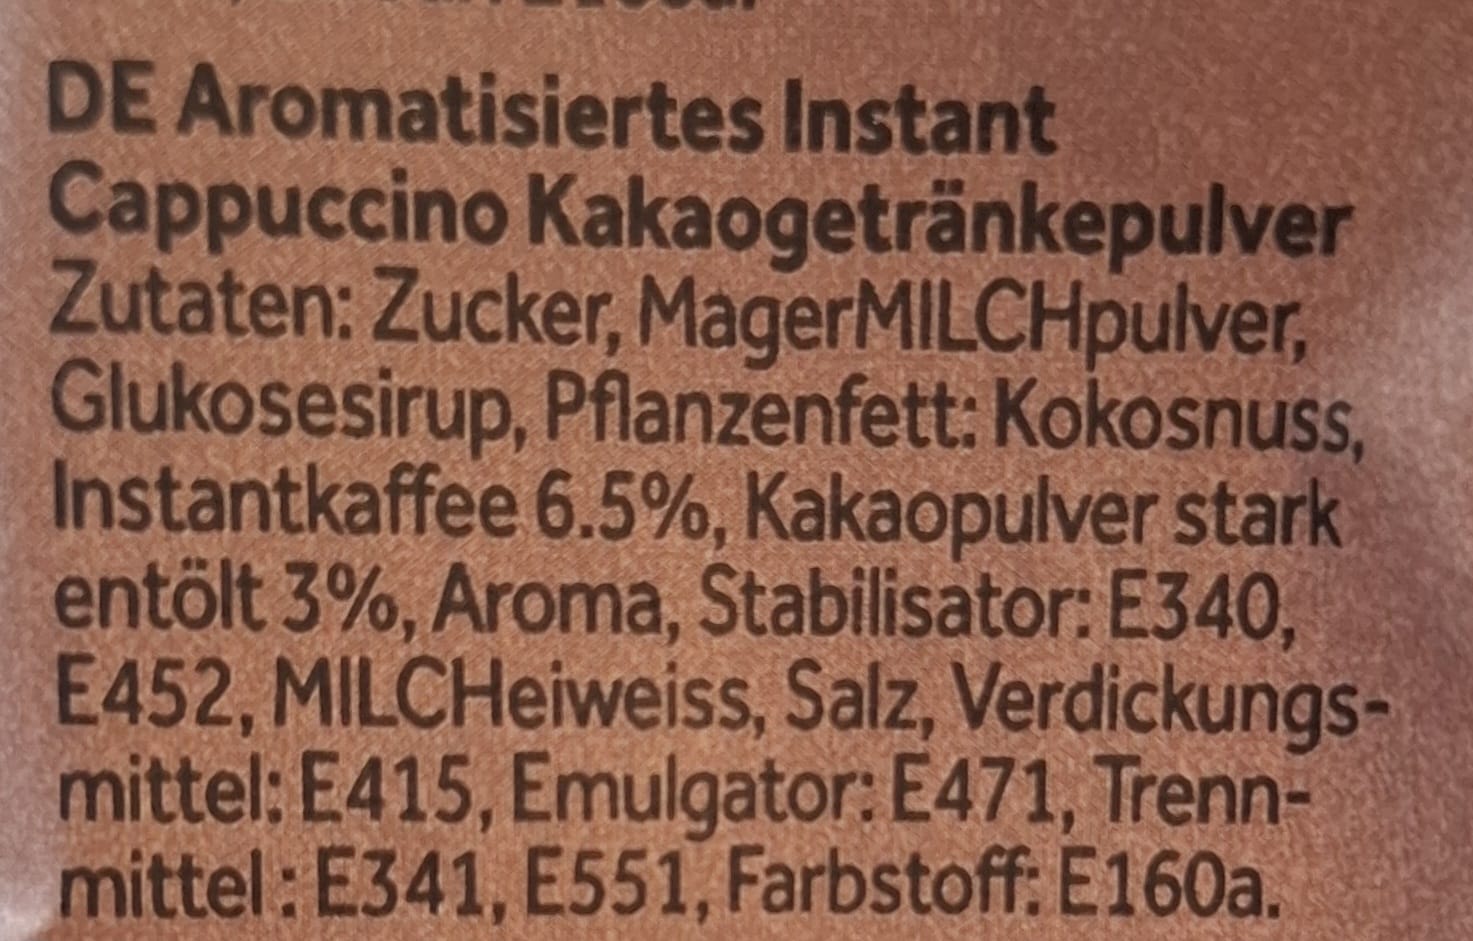 DE Aromatisiertes Instant
Cappuccino Kakaogetränkepulver
Zutaten: Zucker, MagerMILCHpulver,
Glukosesirup, Pflanzenfett: Kokosnuss,
Instantkaffee 6.5%, Kakaopulver stark
entölt 3%, Aroma, Stabilisator: E340,
E452, MILCHeiweiss, Salz, Verdickungs-
mittel: E415, Emulgator: E471, Trenn-
mittel : E341, E551, Farbstoff: E160a.